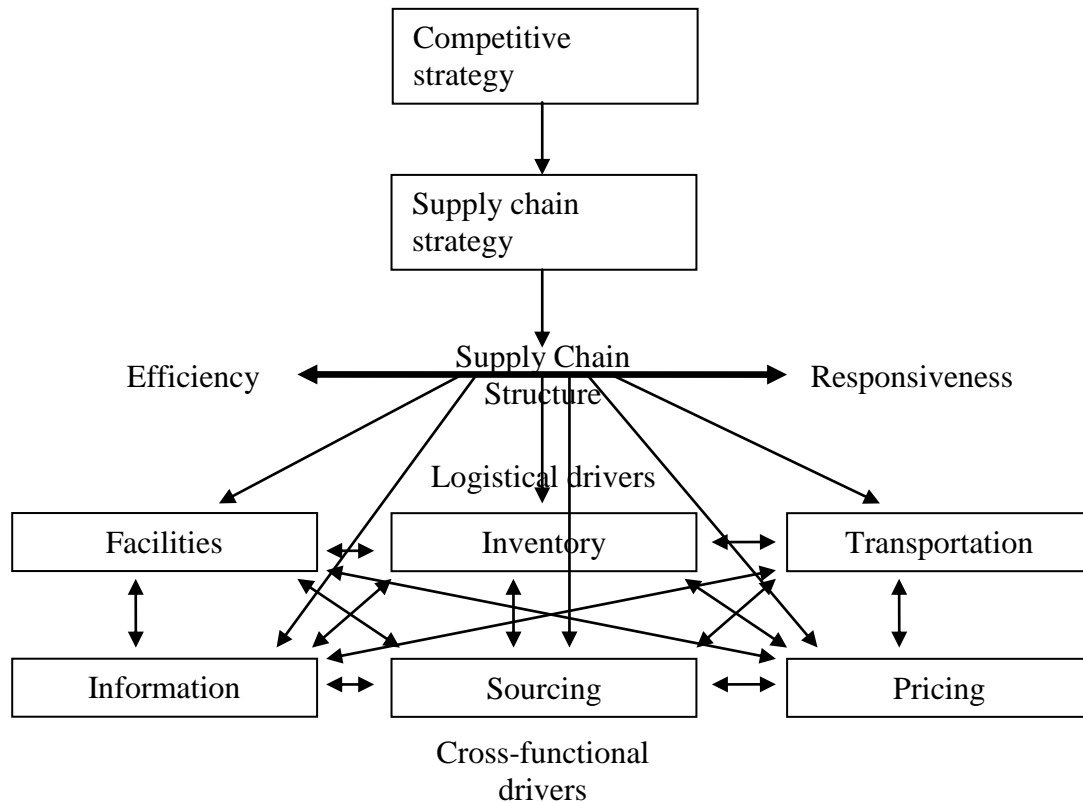 Competitive
strategy
Supply chain
strategy
Supply Chain
Efficiency
Responsiveness
Structure
Logistical drivers
Facilities
Inventory
Transportation
Information
Sourcing
Pricing
Cross-functional
drivers